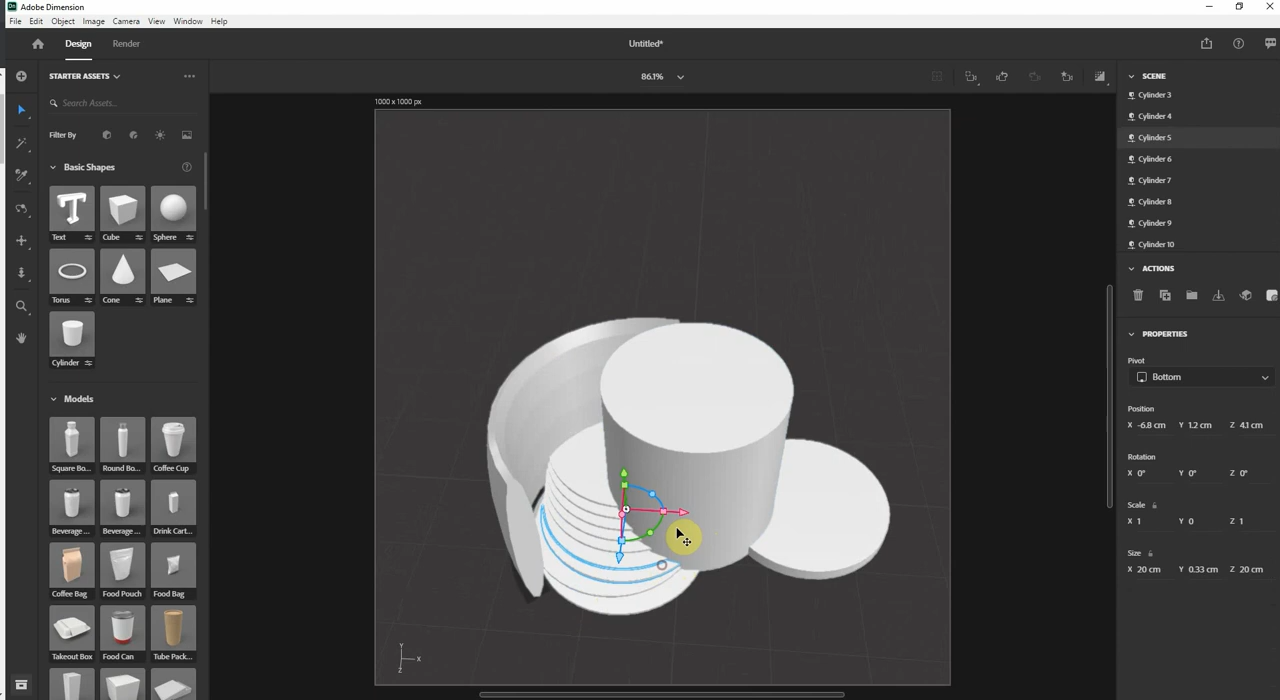 Adobe Dimension
File Edit Object Image Camera View Window Help
Design Render Untitled*
STARTER ASSETS
86.1%
Search Assets...
1000 x 1000 px
Filter By
Basic Shapes
Text Cube Sphere
Torus Cone Plane
Cylinder
Models
Square Bo... Round Bo... Coffee Cup
Beverage ... Beverage ... Drink Cart...
Coffee Bag Food Pouch Food Bag
Takeout Box Food Can Tube Pack...
Y
X
Z
SCENE
Cylinder 3
Cylinder 4
Cylinder 5
Cylinder 6
Cylinder 7
Cylinder 8
Cylinder 9
Cylinder 10
ACTIONS
PROPERTIES
Pivot
Bottom
Position
X -6.8 cm Y 1.2 cm Z 4.1 cm
Rotation
X 0° Y 0° Z 0°
Scale
X 1 Y 0 Z 1
Size
X 20 cm Y 0.33 cm Z 20 cm